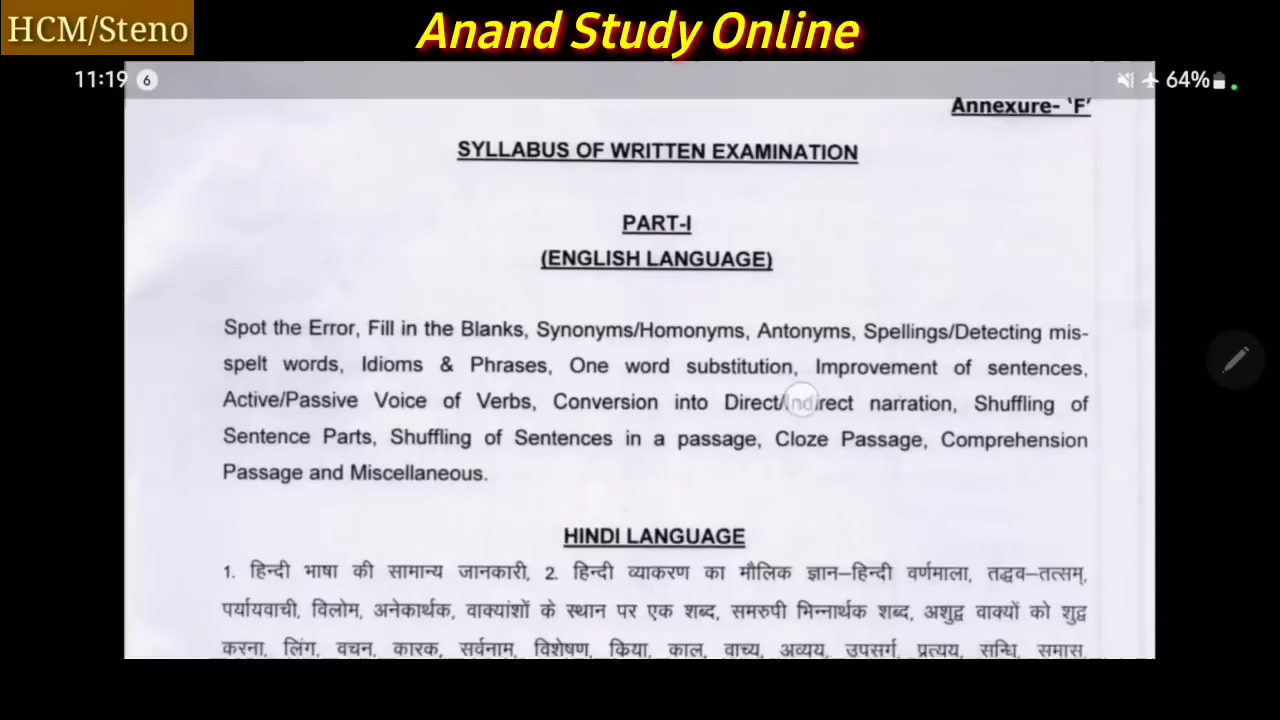 HCM/Steno
Anand Study Online
11:19 6
64%
Annexure- ‘F’
SYLLABUS OF WRITTEN EXAMINATION
PART-I
(ENGLISH LANGUAGE)
Spot the Error, Fill in the Blanks, Synonyms/Homonyms, Antonyms, Spellings/Detecting mis-
spelt words, Idioms & Phrases, One word substitution, Improvement of sentences,
Active/Passive Voice of Verbs, Conversion into Direct/Indirect narration, Shuffling of
Sentence Parts, Shuffling of Sentences in a passage, Cloze Passage, Comprehension
Passage and Miscellaneous.
HINDI LANGUAGE
1. हिन्दी भाषा की सामान्य जानकारी, 2. हिन्दी व्याकरण का मौलिक ज्ञान–हिन्दी वर्णमाला, तद्भव–तत्सम्,
पर्यायवाची, विलोम, अनेकार्थक, वाक्यांशों के स्थान पर एक शब्द, समरुपी भिन्नार्थक शब्द, अशुद्ध वाक्यों को शुद्ध
करना, लिंग, वचन, कारक, सर्वनाम, विशेषण, क्रिया, काल, वाच्य, अव्यय, उपसर्ग, प्रत्यय, सन्धि, समास,